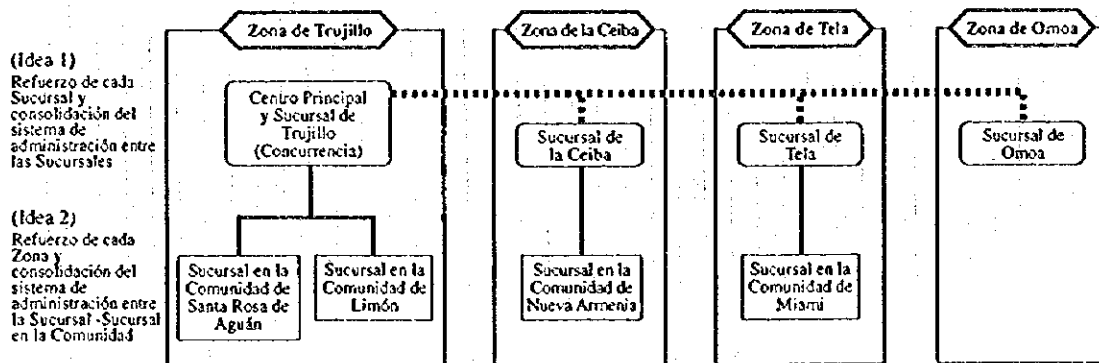 Zona de Trujillo
Zona de la Ceiba
Zona de Tela
Zona de Omoa
(Idea 1)
Refuerzo de cada
Sucursal y
consolidación del
sistema de
administración entre
las Sucursales
Centro Principal
y Sucursal de
Trujillo
(Concurrencia)
Sucursal de
la Ceiba
Sucursal de
Tela
Sucursal de
Omoa
(Idea 2)
Refuerzo de cada
Zona y
consolidación del
sistema de
administración entre
la Sucursal -Sucursal
en la Comunidad
Sucursal en la
Comunidad de
Santa Rosa de
Aguán
Sucursal en la
Comunidad de
Limón
Sucursal en la
Comunidad de
Nueva Armenia
Sucursal en la
Comunidad de
Miami